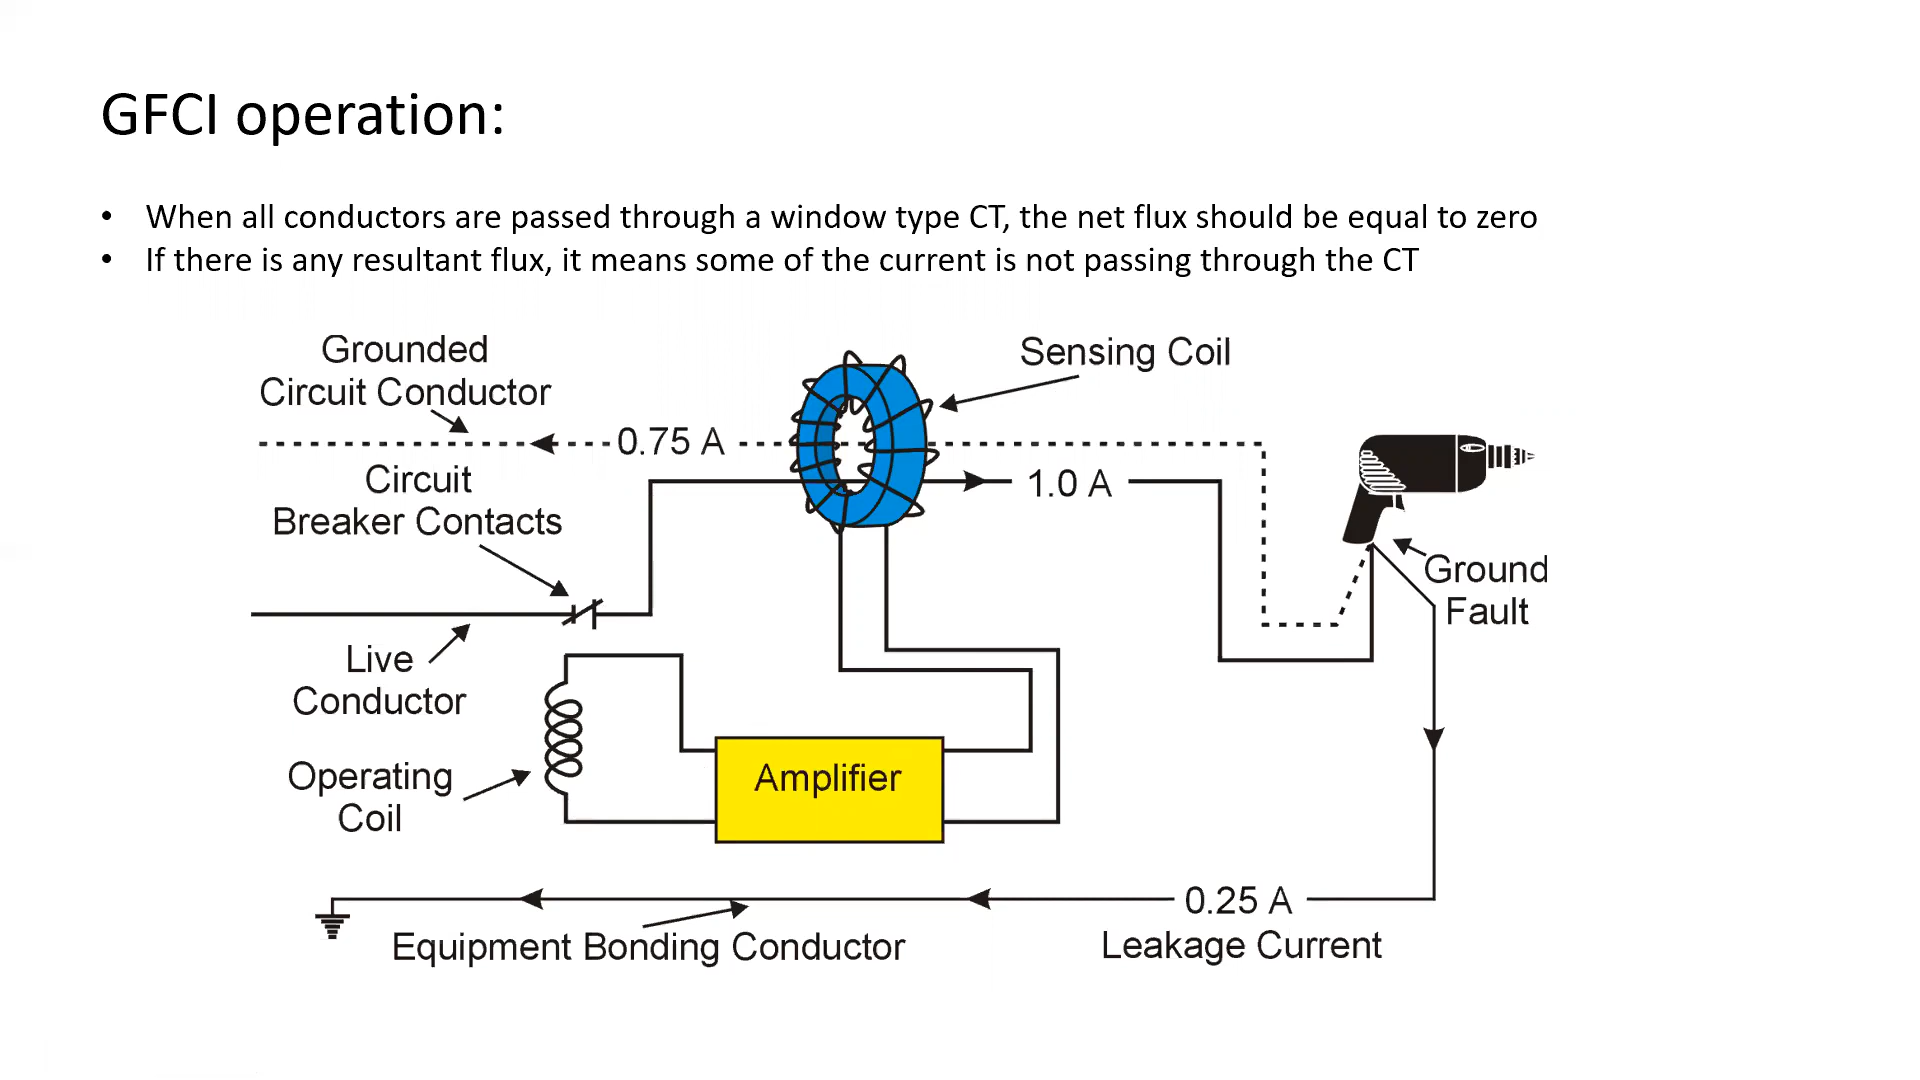 GFCI operation:
• When all conductors are passed through a window type CT, the net flux should be equal to zero
• If there is any resultant flux, it means some of the current is not passing through the CT
Grounded
Circuit Conductor
Sensing Coil
0.75 A
Circuit
Breaker Contacts
1.0 A
Ground
Fault
Live
Conductor
Operating
Coil
Amplifier
0.25 A
Leakage Current
Equipment Bonding Conductor